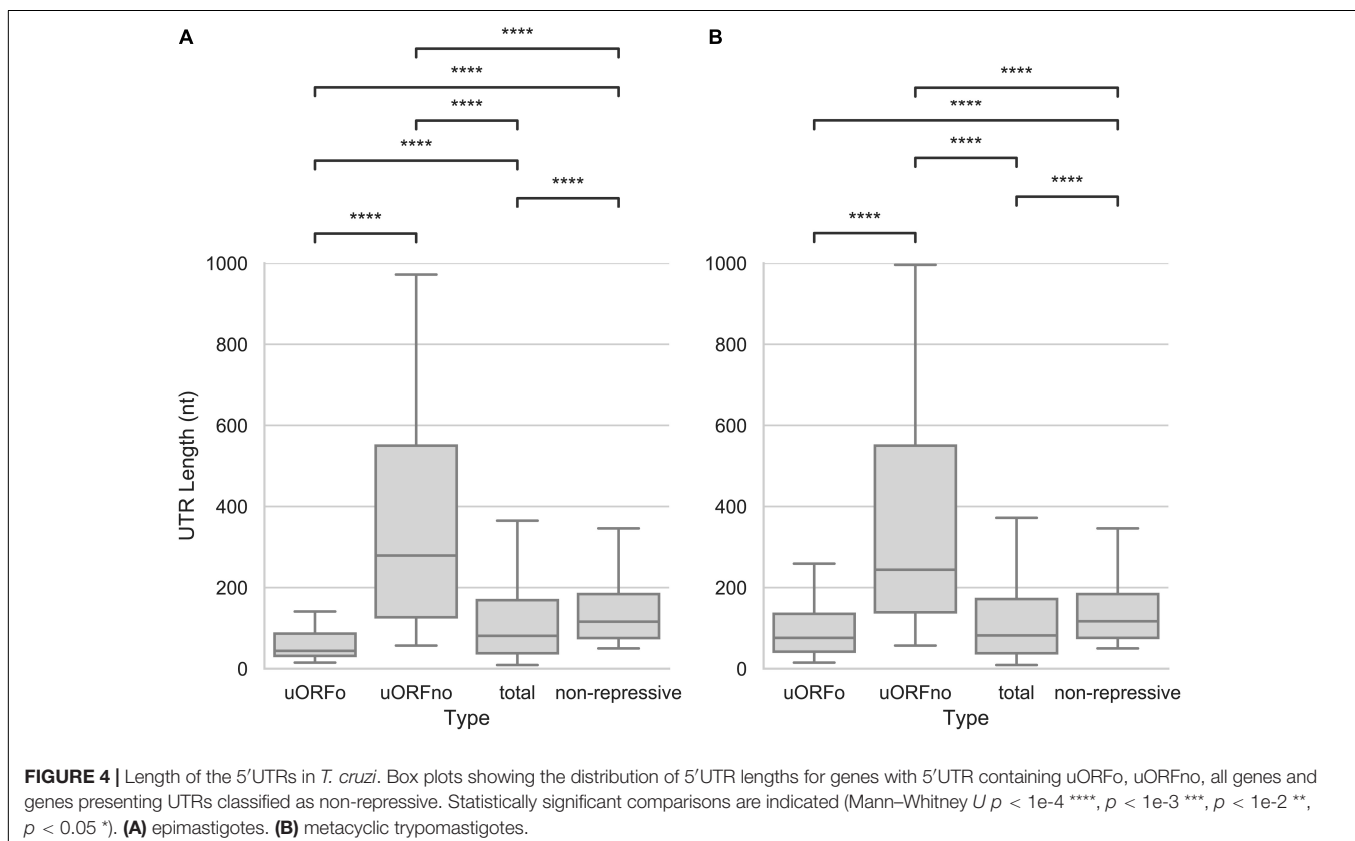 A
B
****
****
****
****
****
****
****
****
****
****
****
1000
800
600
400
200
0
UTR Length (nt)
uORFo uORFno total non-repressive
Type
1000
800
600
400
200
0
uORFo uORFno total non-repressive
Type
FIGURE 4 | Length of the 5′UTRs in T. cruzi. Box plots showing the distribution of 5′UTR lengths for genes with 5′UTR containing uORFo, uORFno, all genes and
genes presenting UTRs classified as non-repressive. Statistically significant comparisons are indicated (Mann–Whitney U p < 1e-4 ****, p < 1e-3 ***, p < 1e-2 **,
p < 0.05 *). (A) epimastigotes. (B) metacyclic trypomastigotes.